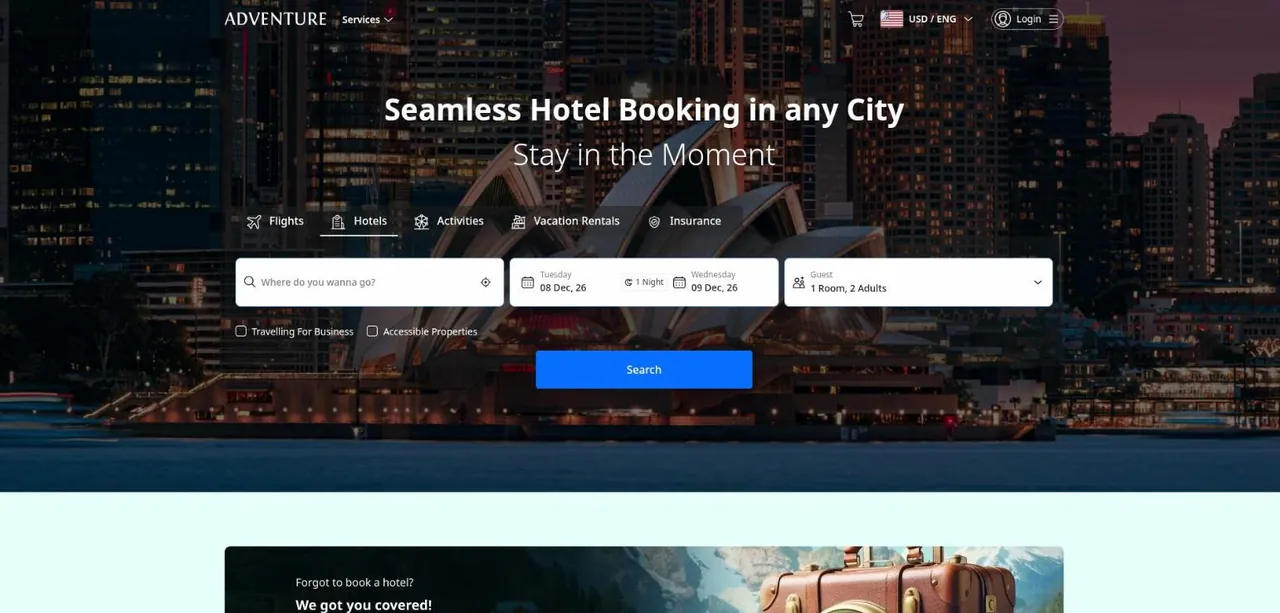 ADVENTURE Services USD / ENG Login
Seamless Hotel Booking in any City
Stay in the Moment
Flights Hotels Activities Vacation Rentals Insurance
Where do you wanna go?
Tuesday
08 Dec, 26
1 Night
Wednesday
09 Dec, 26
Guest
1 Room, 2 Adults
Travelling For Business Accessible Properties
Search
Forgot to book a hotel?
We got you covered!